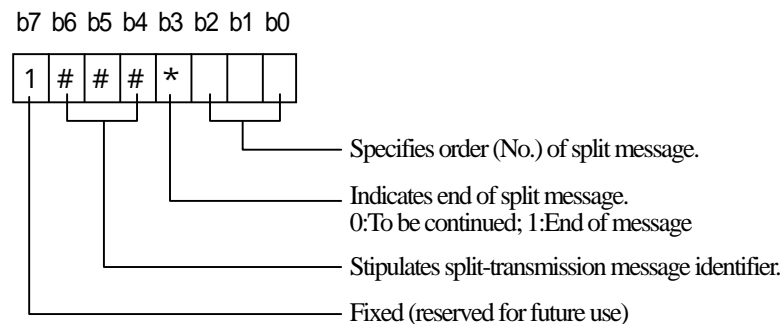 b7 b6 b5 b4 b3 b2 b1 b0
1 # # # *
Specifies order (No.) of split message.
Indicates end of split message.
0:To be continued; 1:End of message
Stipulates split-transmission message identifier.
Fixed (reserved for future use)